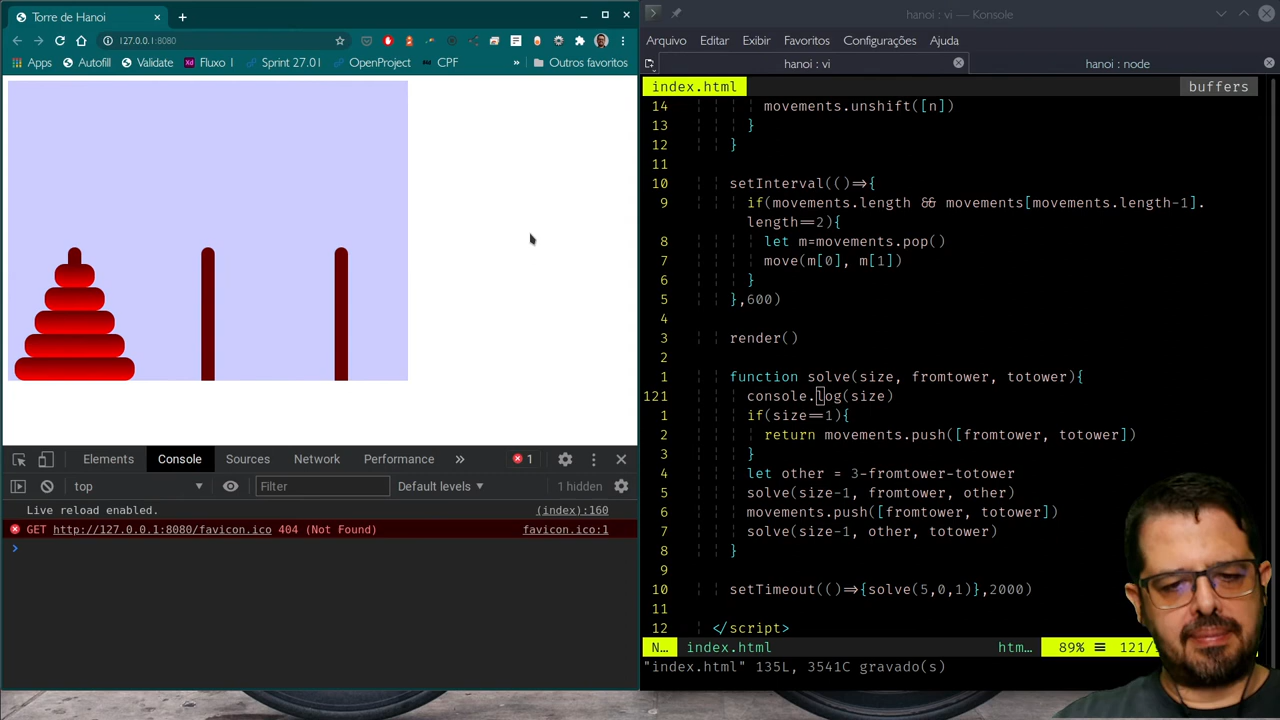 Torre de Hanoi
127.0.0.1:8080
Apps Autofill Validate Xd Fluxo I Sprint 27.01 OpenProject CPF » Outros favoritos
Elements Console Sources Network Performance » 1
top Filter Default levels 1 hidden
Live reload enabled. (index):160
GET http://127.0.0.1:8080/favicon.ico 404 (Not Found) favicon.ico:1
hanoi : vi — Konsole
Arquivo Editar Exibir Favoritos Configurações Ajuda
hanoi : vi hanoi : node
index.html buffers
14 movements.unshift([n])
13 }
12 }
11
10 setInterval(()=>{
9 if(movements.length && movements[movements.length-1].
length==2){
8 let m=movements.pop()
7 move(m[0], m[1])
6 }
5 },600)
4
3 render()
2
1 function solve(size, fromtower, totower){
121 console.log(size)
1 if(size==1){
2 return movements.push([fromtower, totower])
3 }
4 let other = 3-fromtower-totower
5 solve(size-1, fromtower, other)
6 movements.push([fromtower, totower])
7 solve(size-1, other, totower)
8 }
9
10 setTimeout(()=>{solve(5,0,1)},2000)
11
12 </script>
N… index.html htm… 89% 121/
"index.html" 135L, 3541C gravado(s)